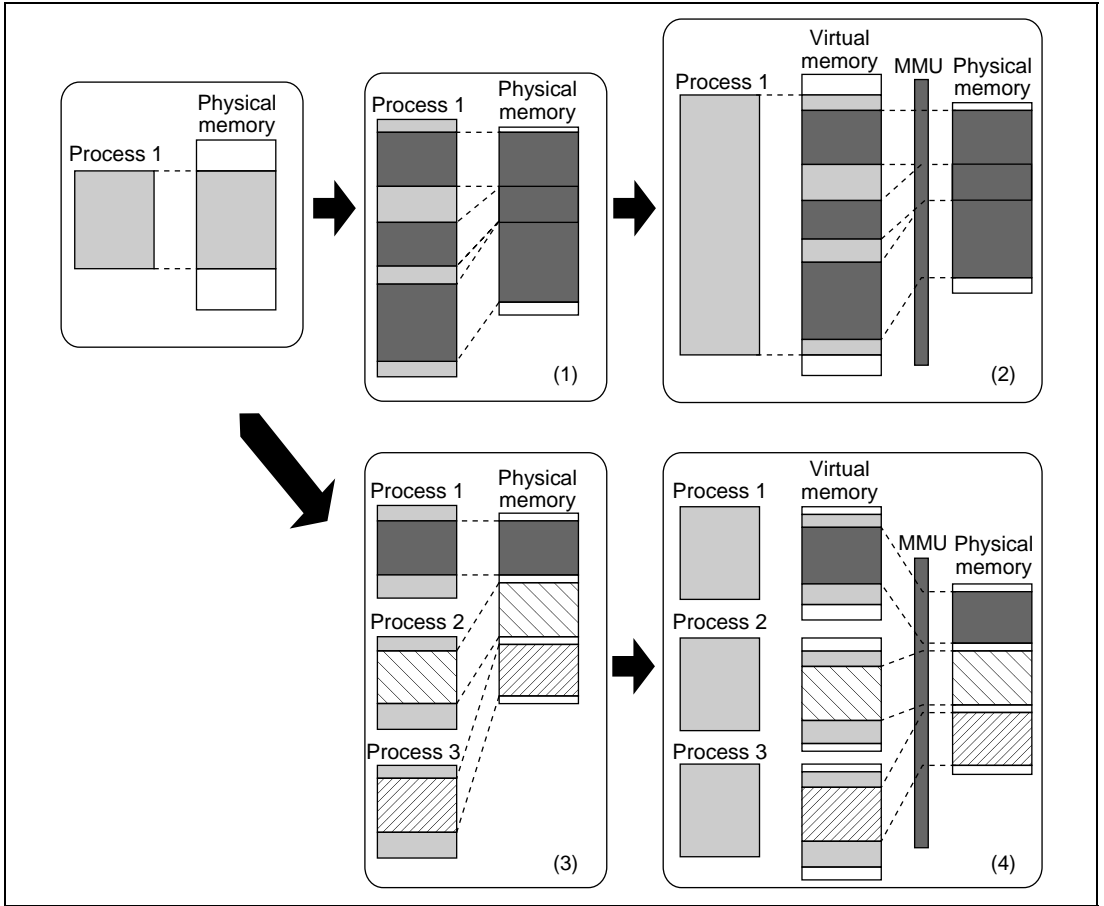 Physical
memory
Process 1
Process 1
Physical
memory
(1)
Virtual
memory
Process 1
MMU
Physical
memory
(2)
Process 1
Physical
memory
Process 2
Process 3
(3)
Process 1
Virtual
memory
MMU
Physical
memory
Process 2
Process 3
(4)